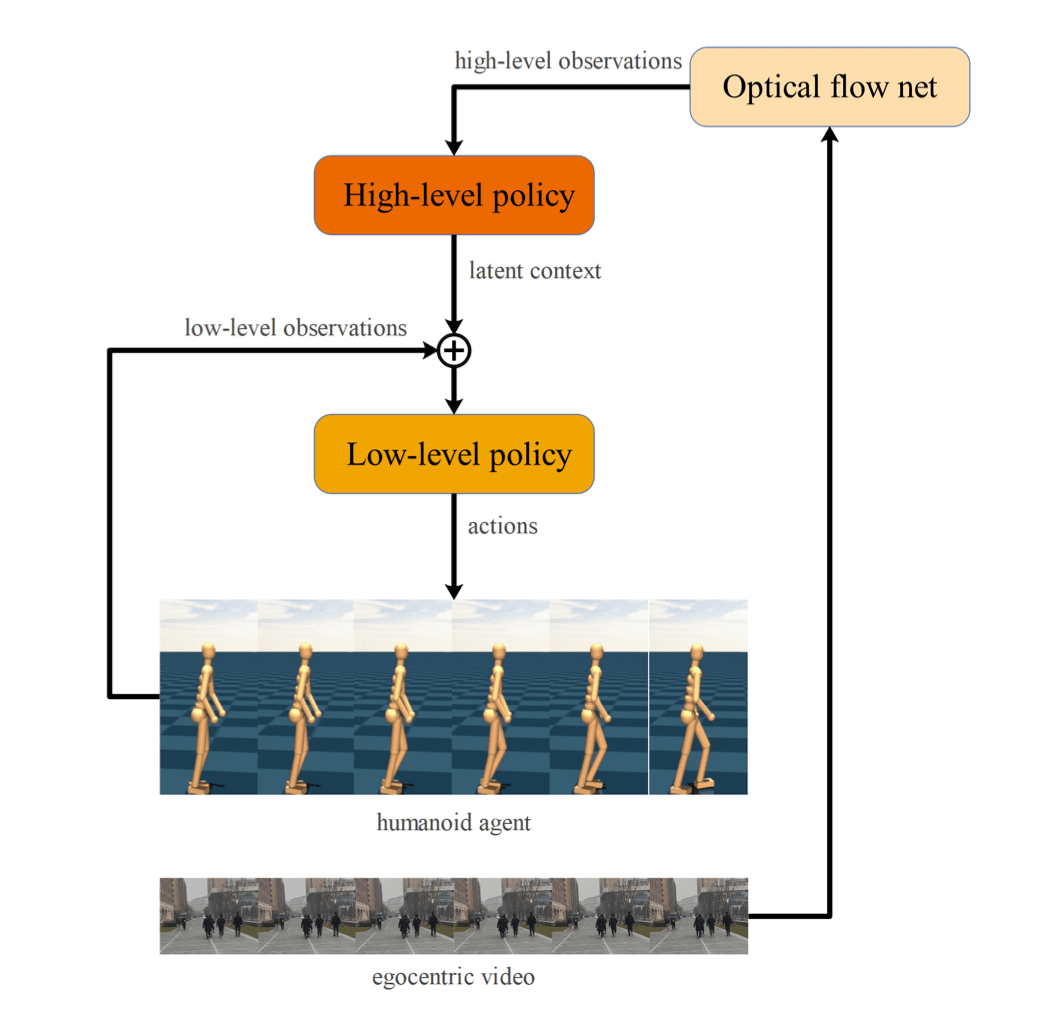 high-level observations
Optical flow net
High-level policy
latent context
low-level observations
Low-level policy
actions
humanoid agent
egocentric video